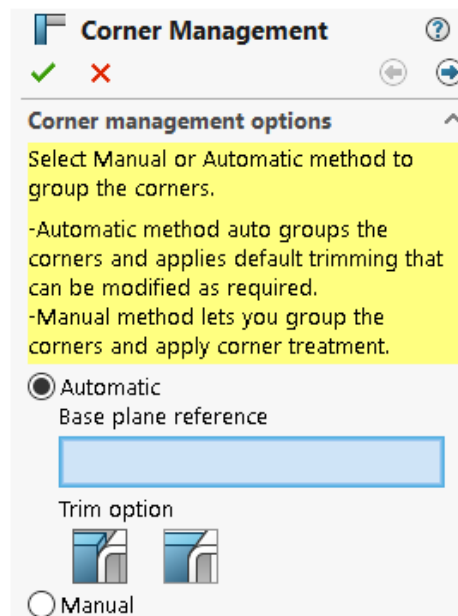 Corner Management
Corner management options
Select Manual or Automatic method to
group the corners.
-Automatic method auto groups the
corners and applies default trimming that
can be modified as required.
-Manual method lets you group the
corners and apply corner treatment.
Automatic
Base plane reference
Trim option
Manual